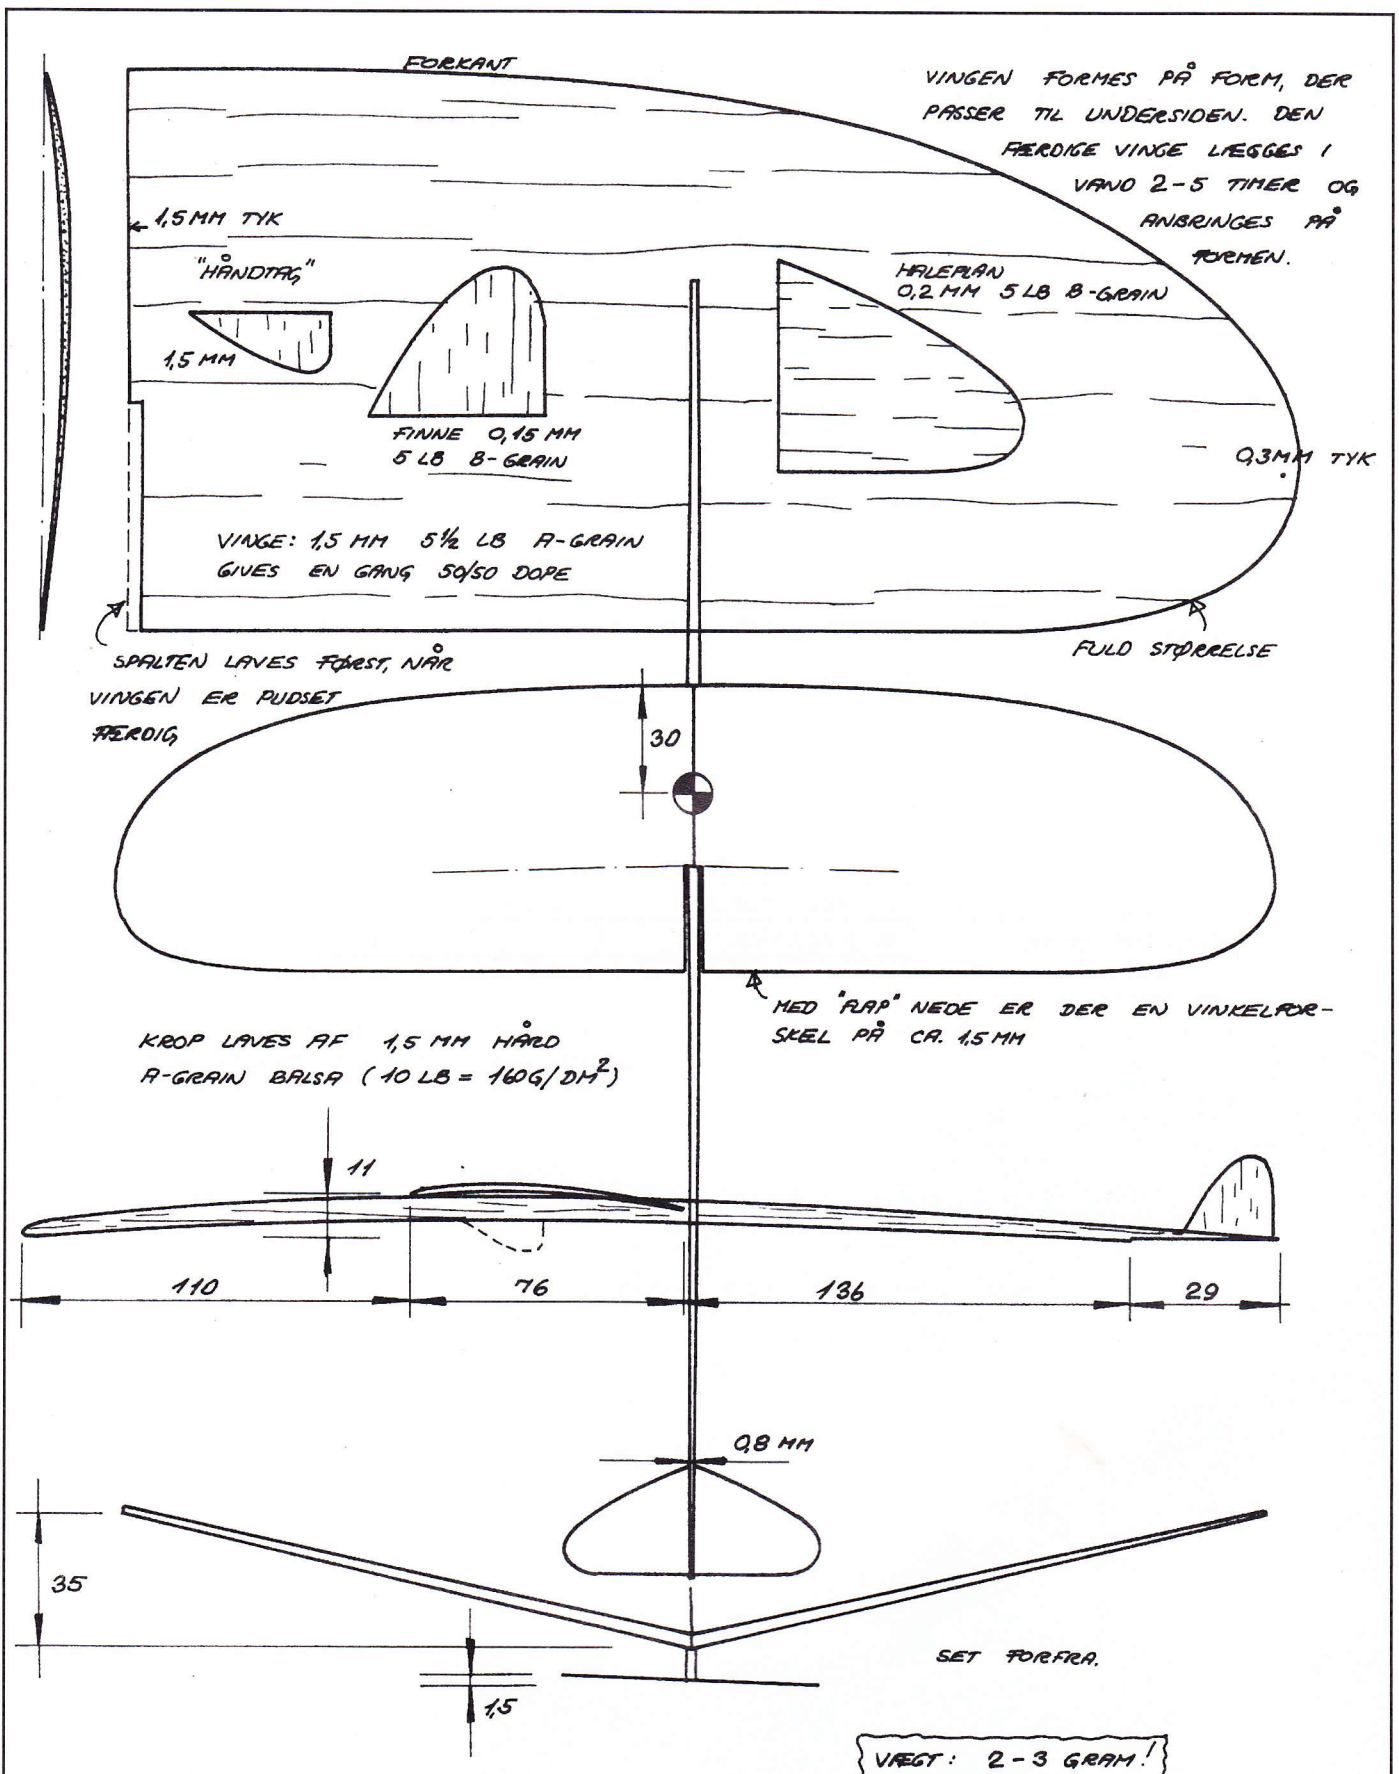 FORKANT
VINGEN FORMES PÅ FORM, DER
PASSER TIL UNDERSIDEN. DEN
FÆRDIGE VINGE LÆGGES I
VAND 2-5 TIMER OG
ANBRINGES PÅ
FORMEN.
1,5 MM TYK
"HÅNDTAG"
1,5 MM
HALEPLAN
0,2 MM 5 LB B-GRAIN
FINNE 0,15 MM
5 LB B-GRAIN
0,3MM TYK
VINGE: 1,5 MM 5½ LB A-GRAIN
GIVES EN GANG 50/50 DOPE
SPALTEN LAVES FØRST, NÅR
VINGEN ER PUDSET
FÆRDIG
FULD STØRRELSE
30
MED "FLAP" NEDE ER DER EN VINKELFOR-
SKEL PÅ CA. 1,5 MM
KROP LAVES AF 1,5 MM HÅRD
A-GRAIN BALSA (10 LB = 160G/DM²)
11
110
76
136
29
0,8 MM
35
1,5
SET FORFRA.
VÆGT: 2-3 GRAM!